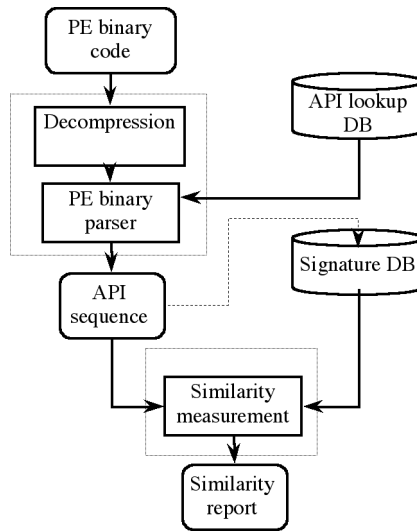 PE binary
code
Decompression
API lookup
DB
PE binary
parser
API
sequence
Signature DB
Similarity
measurement
Similarity
report